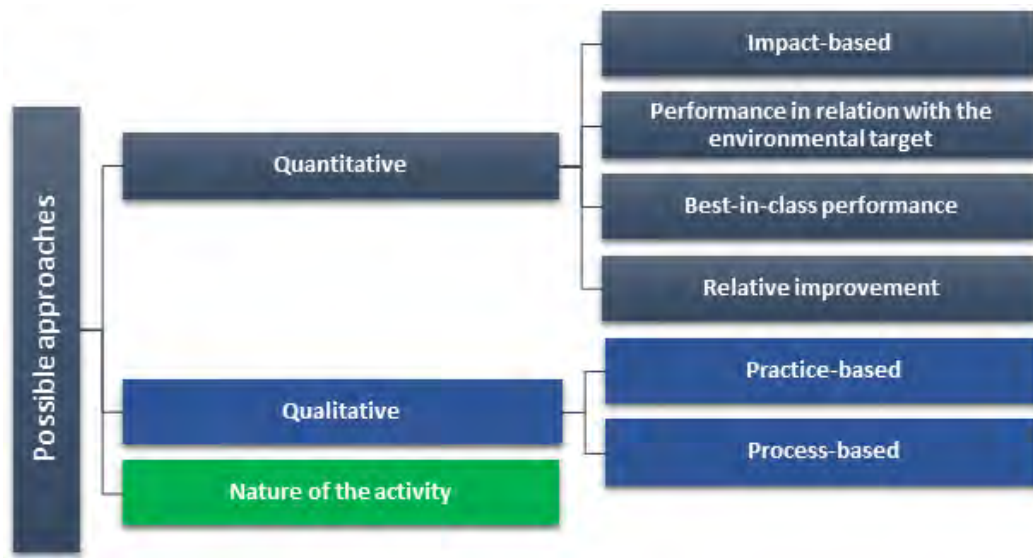 Possible approaches
Quantitative
Impact-based
Performance in relation with the
environmental target
Best-in-class performance
Relative improvement
Qualitative
Practice-based
Process-based
Nature of the activity